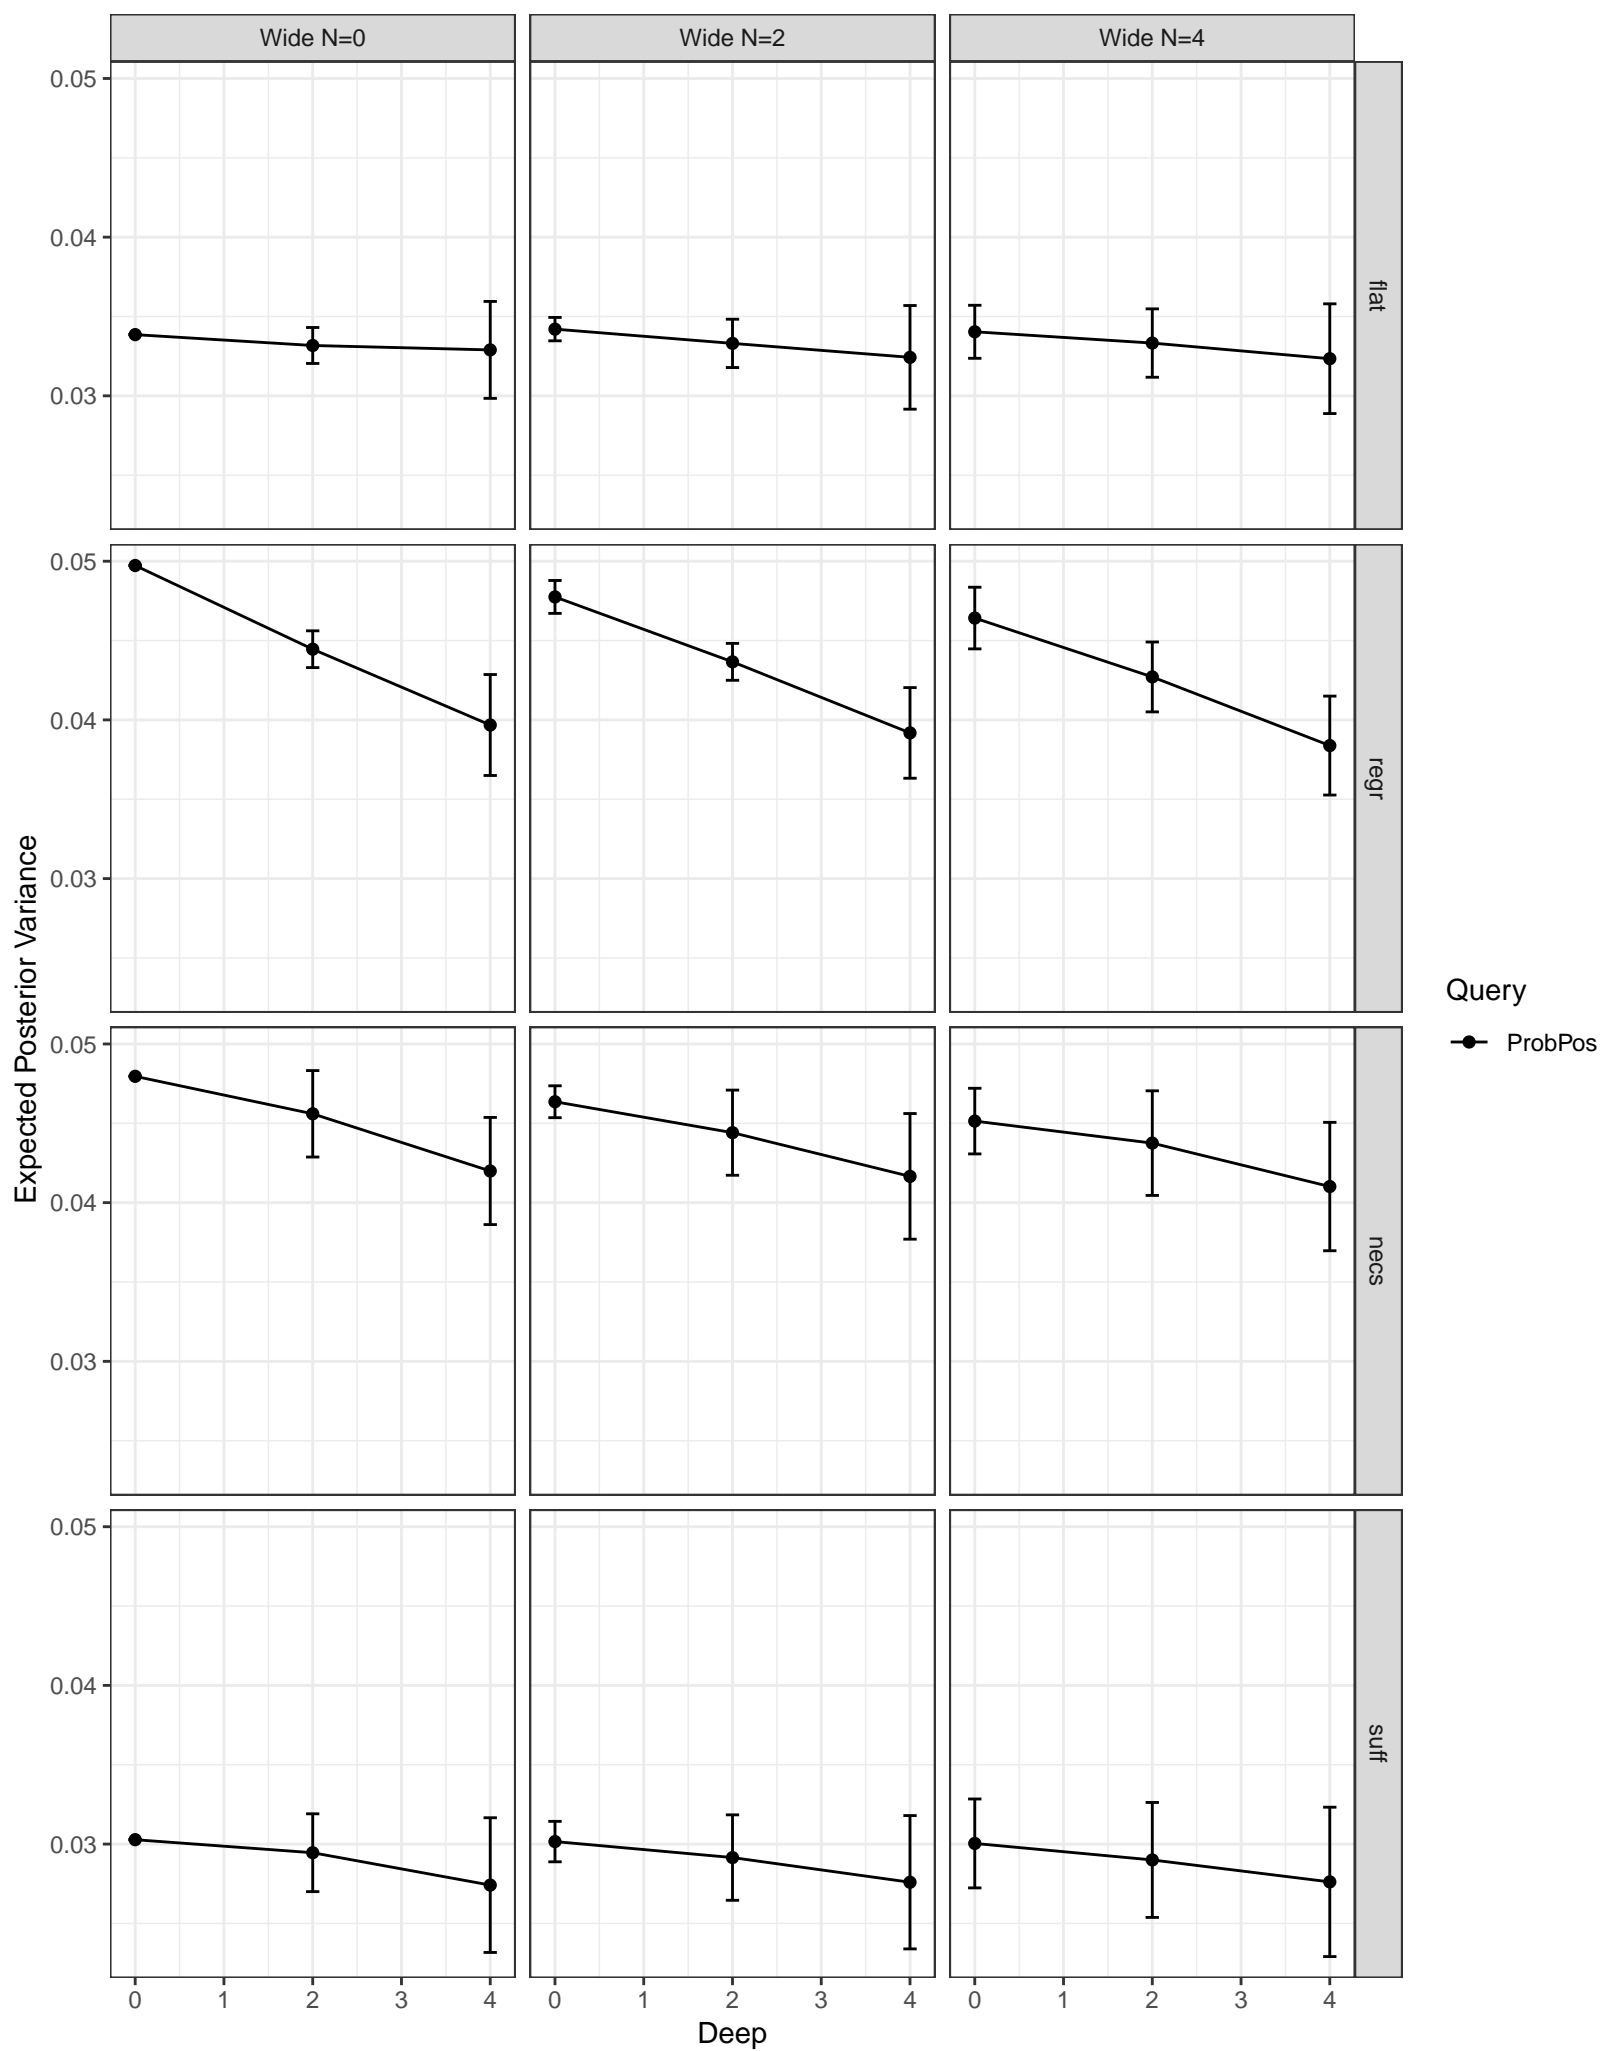 Wide N=0
Wide N=2
Wide N=4
0.05
0.04
0.03
flat
0.05
0.04
0.03
regr
Expected Posterior Variance
0.05
0.04
0.03
necs
Query
ProbPos
0.05
0.04
0.03
suff
0 1 2 3 4
0 1 2 3 4
0 1 2 3 4
Deep